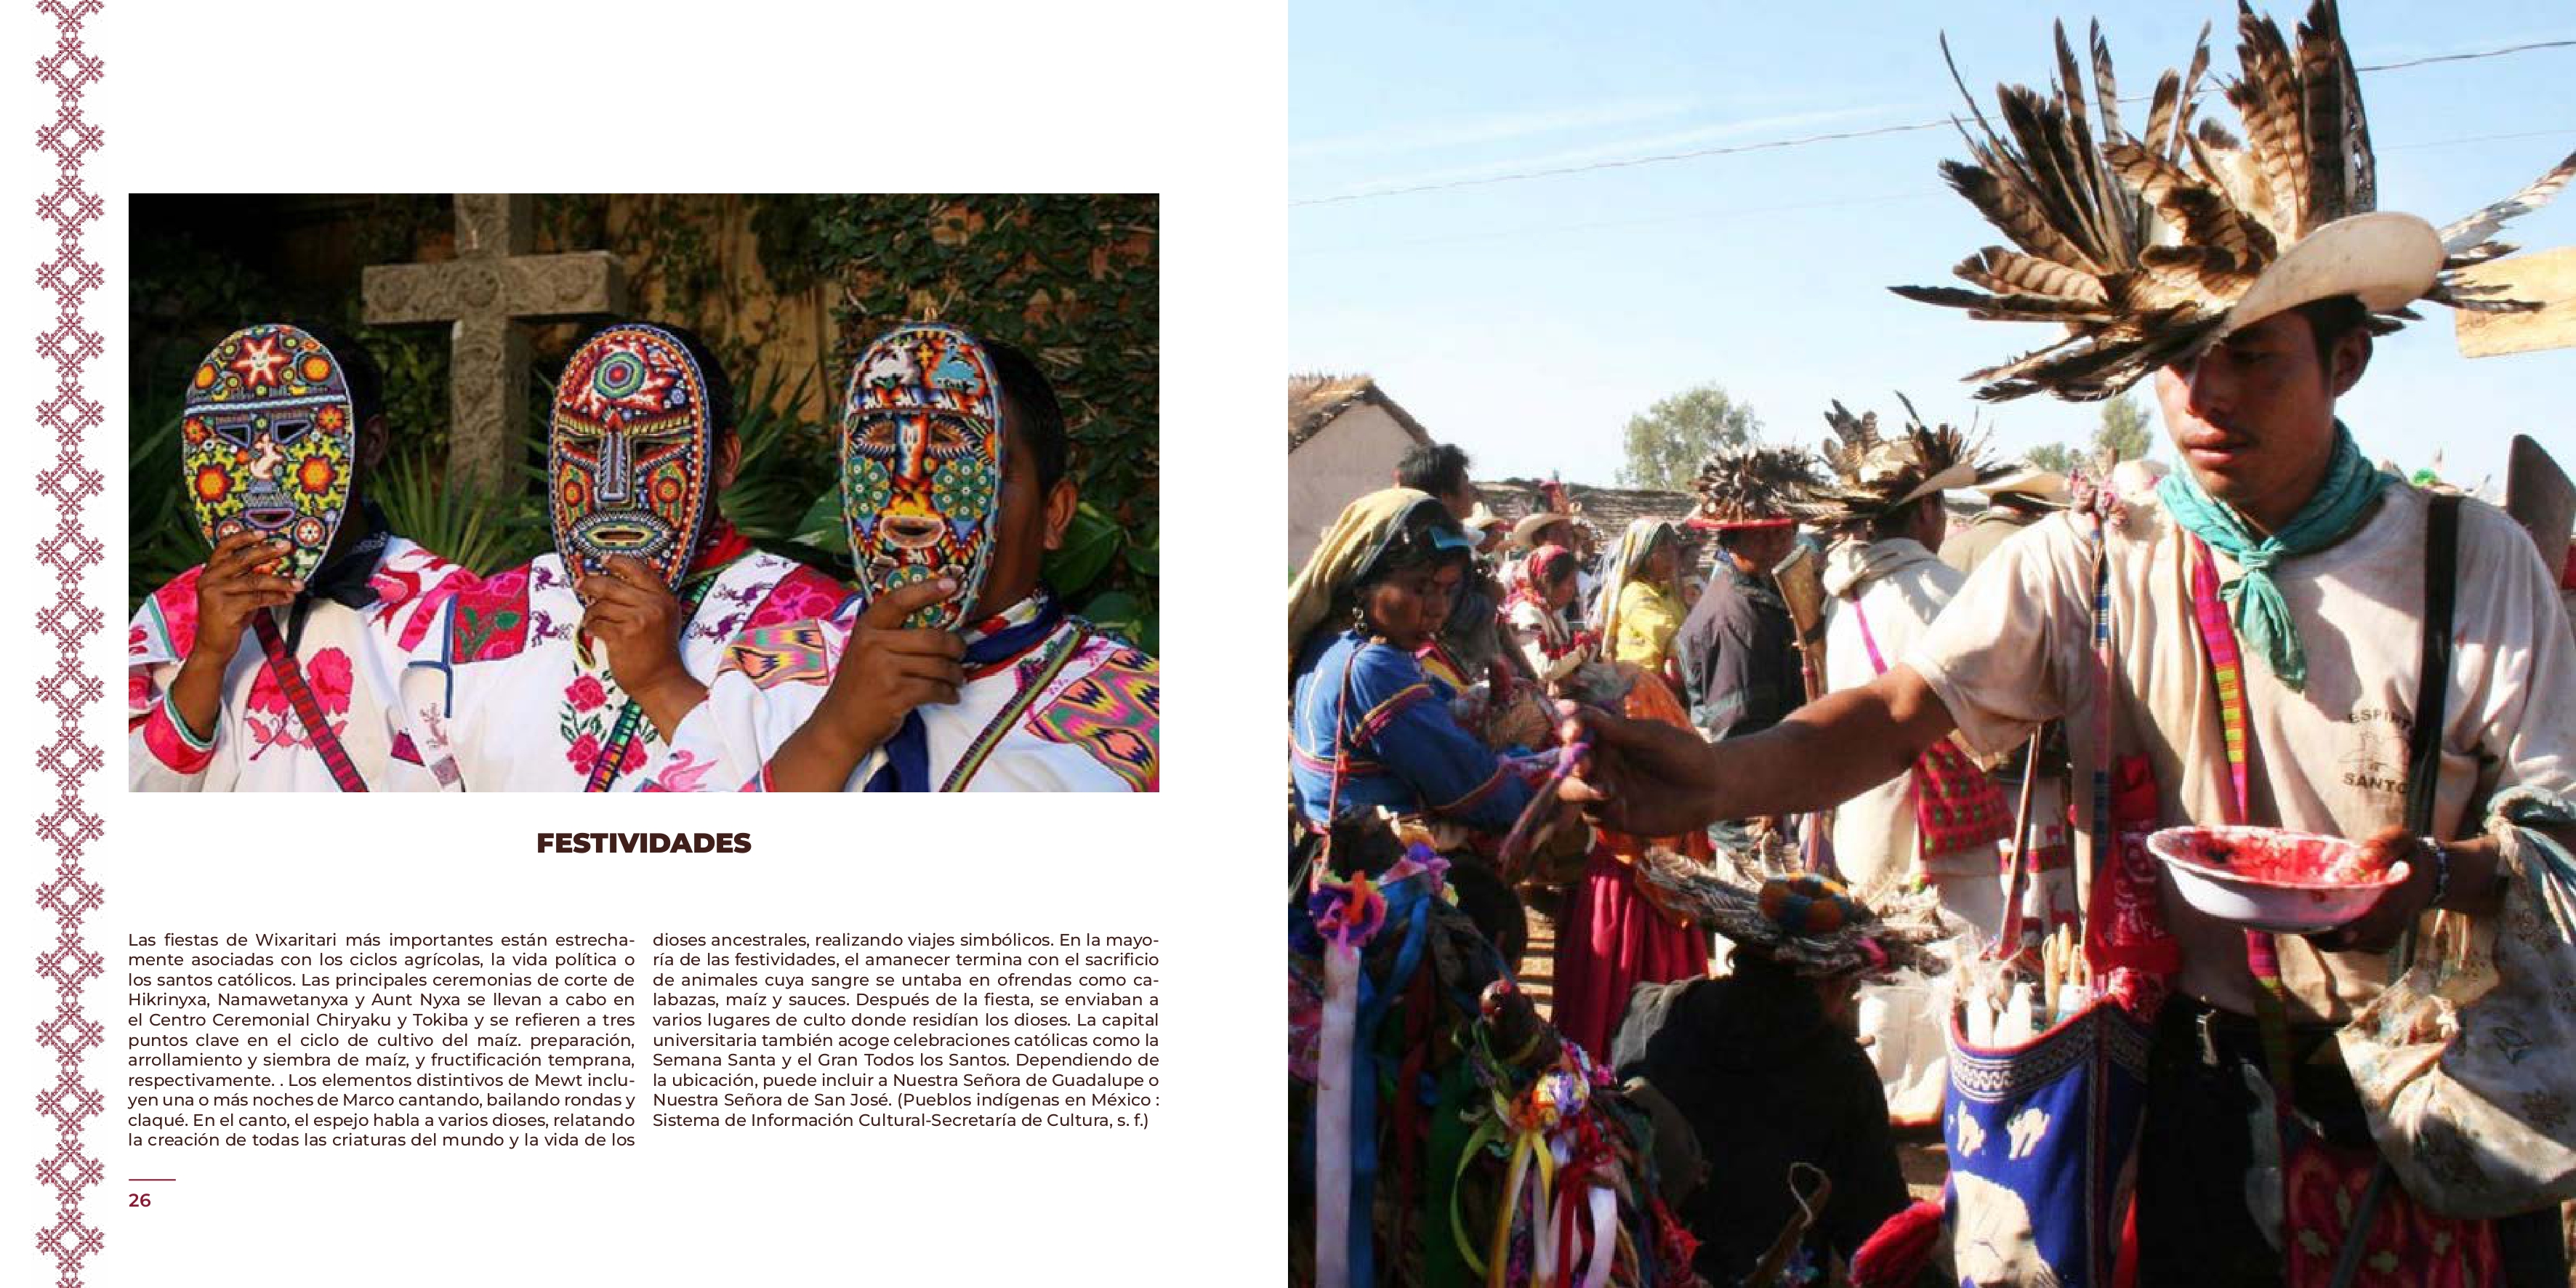 FESTIVIDADES
Las fiestas de Wixaritari más importantes están estrecha-
mente asociadas con los ciclos agrícolas, la vida política o
los santos católicos. Las principales ceremonias de corte de
Hikrinyxa, Namawetanyxa y Aunt Nyxa se llevan a cabo en
el Centro Ceremonial Chiryaku y Tokiba y se refieren a tres
puntos clave en el ciclo de cultivo del maíz. preparación,
arrollamiento y siembra de maíz, y fructificación temprana,
respectivamente. . Los elementos distintivos de Mewt inclu-
yen una o más noches de Marco cantando, bailando rondas y
claqué. En el canto, el espejo habla a varios dioses, relatando
la creación de todas las criaturas del mundo y la vida de los
dioses ancestrales, realizando viajes simbólicos. En la mayo-
ría de las festividades, el amanecer termina con el sacrificio
de animales cuya sangre se untaba en ofrendas como ca-
labazas, maíz y sauces. Después de la fiesta, se enviaban a
varios lugares de culto donde residían los dioses. La capital
universitaria también acoge celebraciones católicas como la
Semana Santa y el Gran Todos los Santos. Dependiendo de
la ubicación, puede incluir a Nuestra Señora de Guadalupe o
Nuestra Señora de San José. (Pueblos indígenas en México :
Sistema de Información Cultural-Secretaría de Cultura, s. f.)
26
SANTO